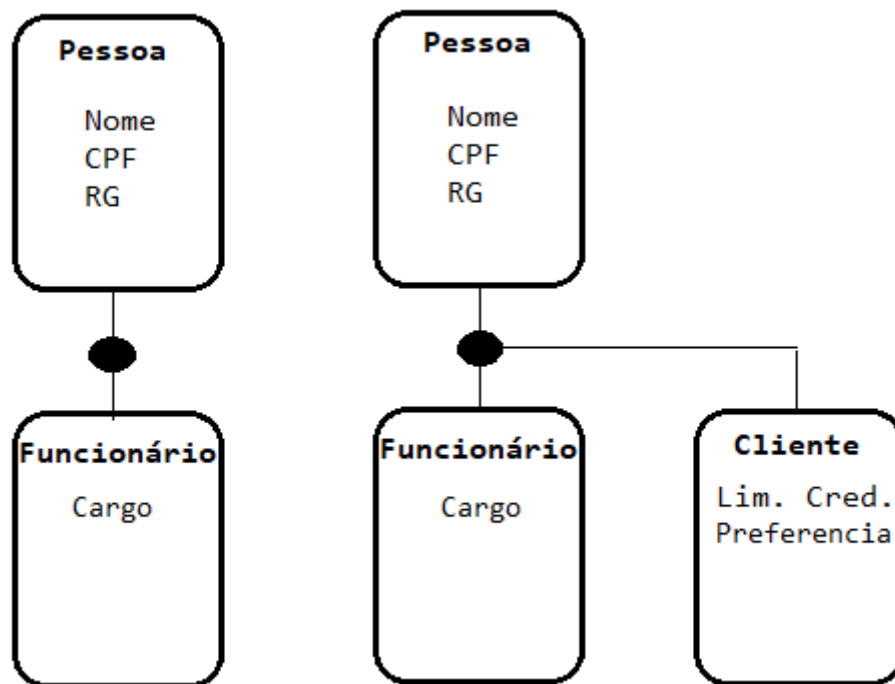 Pessoa
Nome
CPF
RG
Funcionário
Cargo
Pessoa
Nome
CPF
RG
Funcionário
Cargo
Cliente
Lim. Cred.
Preferencia